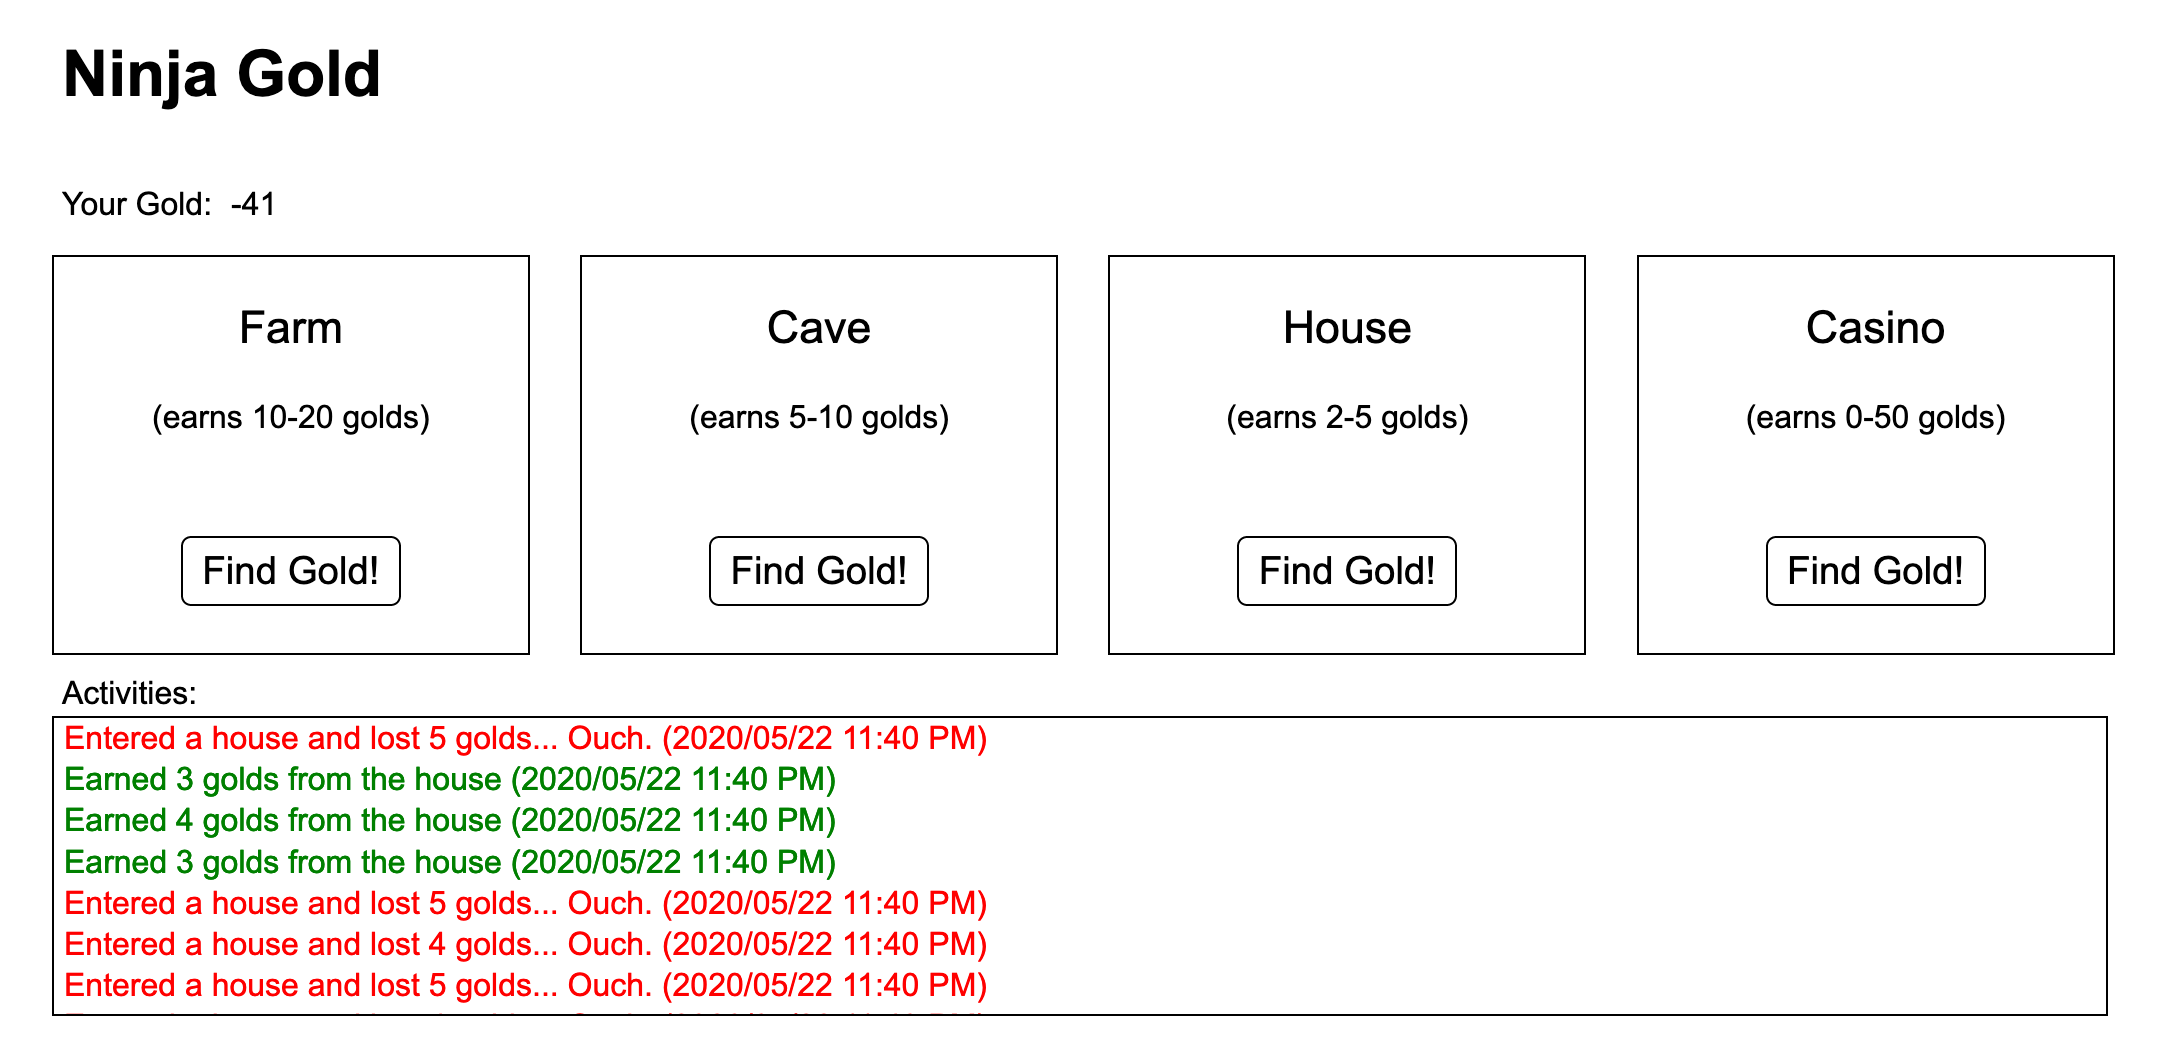 Ninja Gold
Your Gold: -41
Farm
(earns 10-20 golds)
Find Gold!
Cave
(earns 5-10 golds)
Find Gold!
House
(earns 2-5 golds)
Find Gold!
Casino
(earns 0-50 golds)
Find Gold!
Activities:
Entered a house and lost 5 golds... Ouch. (2020/05/22 11:40 PM)
Earned 3 golds from the house (2020/05/22 11:40 PM)
Earned 4 golds from the house (2020/05/22 11:40 PM)
Earned 3 golds from the house (2020/05/22 11:40 PM)
Entered a house and lost 5 golds... Ouch. (2020/05/22 11:40 PM)
Entered a house and lost 4 golds... Ouch. (2020/05/22 11:40 PM)
Entered a house and lost 5 golds... Ouch. (2020/05/22 11:40 PM)